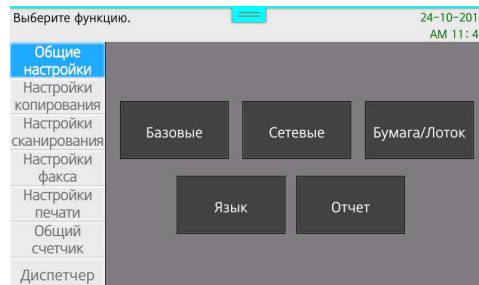 Выберите функцию.
24-10-201
AM 11:4
Общие
настройки
Настройки
копирования
Настройки
сканирования
Настройки
факса
Настройки
печати
Общий
счетчик
Диспетчер
Базовые
Сетевые
Бумага/Лоток
Язык
Отчет